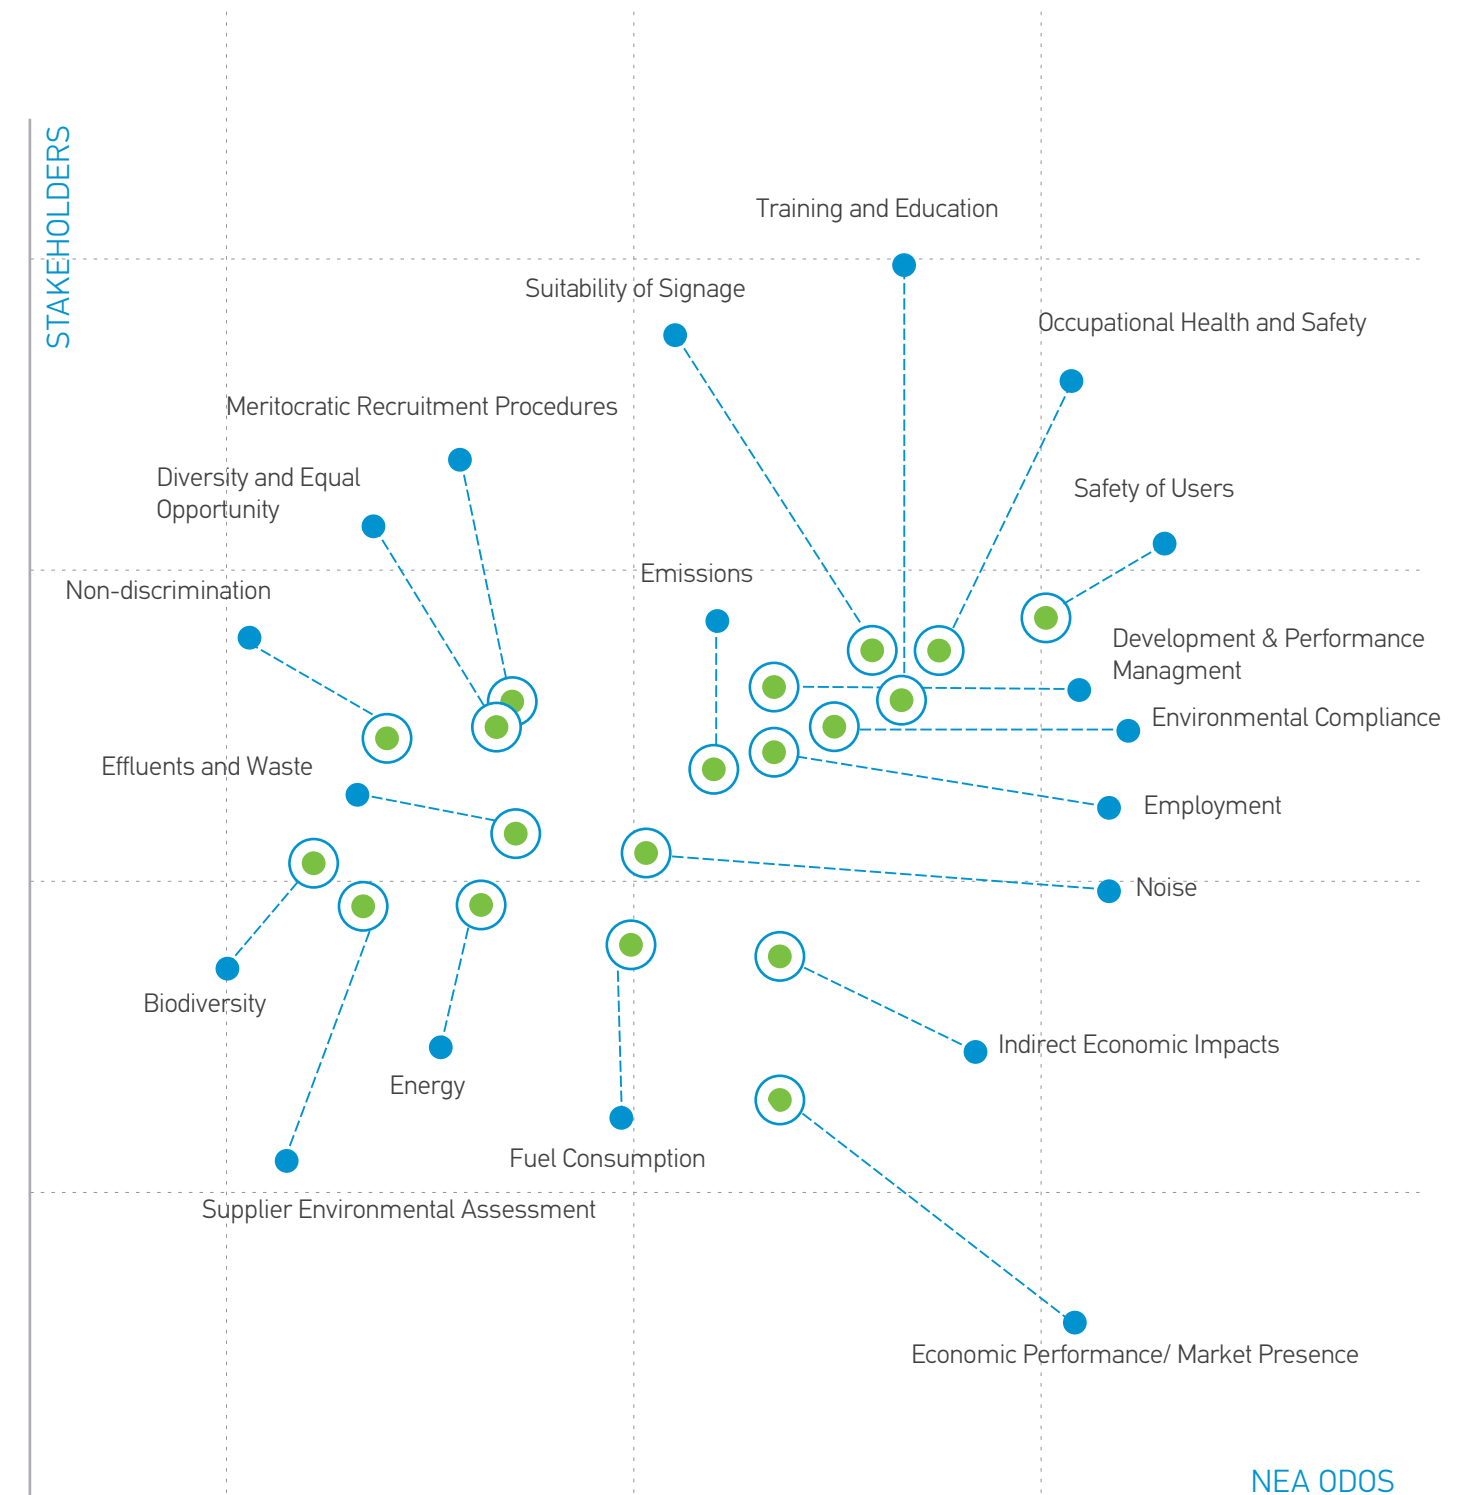 STAKEHOLDERS
Training and Education
Suitability of Signage
Occupational Health and Safety
Meritocratic Recruitment Procedures
Diversity and Equal
Opportunity
Safety of Users
Emissions
Non-discrimination
Development & Performance
Managment
Environmental Compliance
Effluents and Waste
Employment
Noise
Biodiversity
Indirect Economic Impacts
Energy
Fuel Consumption
Supplier Environmental Assessment
Economic Performance/ Market Presence
NEA ODOS